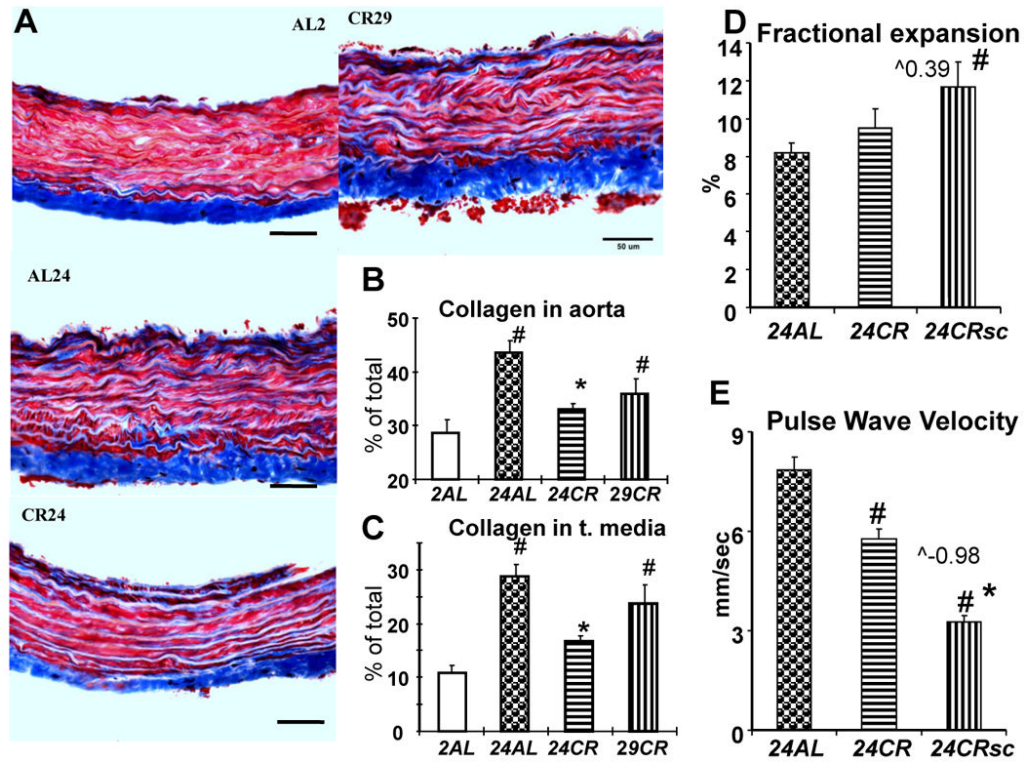 A
AL2
CR29
50 um
AL24
CR24
B
Collagen in aorta
% of total
50
40
30
20
#
*
#
2AL 24AL 24CR 29CR
C
Collagen in t. media
% of total
30
20
10
0
#
*
#
2AL 24AL 24CR 29CR
D
Fractional expansion
%
14
12
10
8
6
4
2
0
^0.39 #
24AL 24CR 24CRsc
E
Pulse Wave Velocity
mm/sec
9
6
3
0
#
^-0.98
# *
24AL 24CR 24CRsc